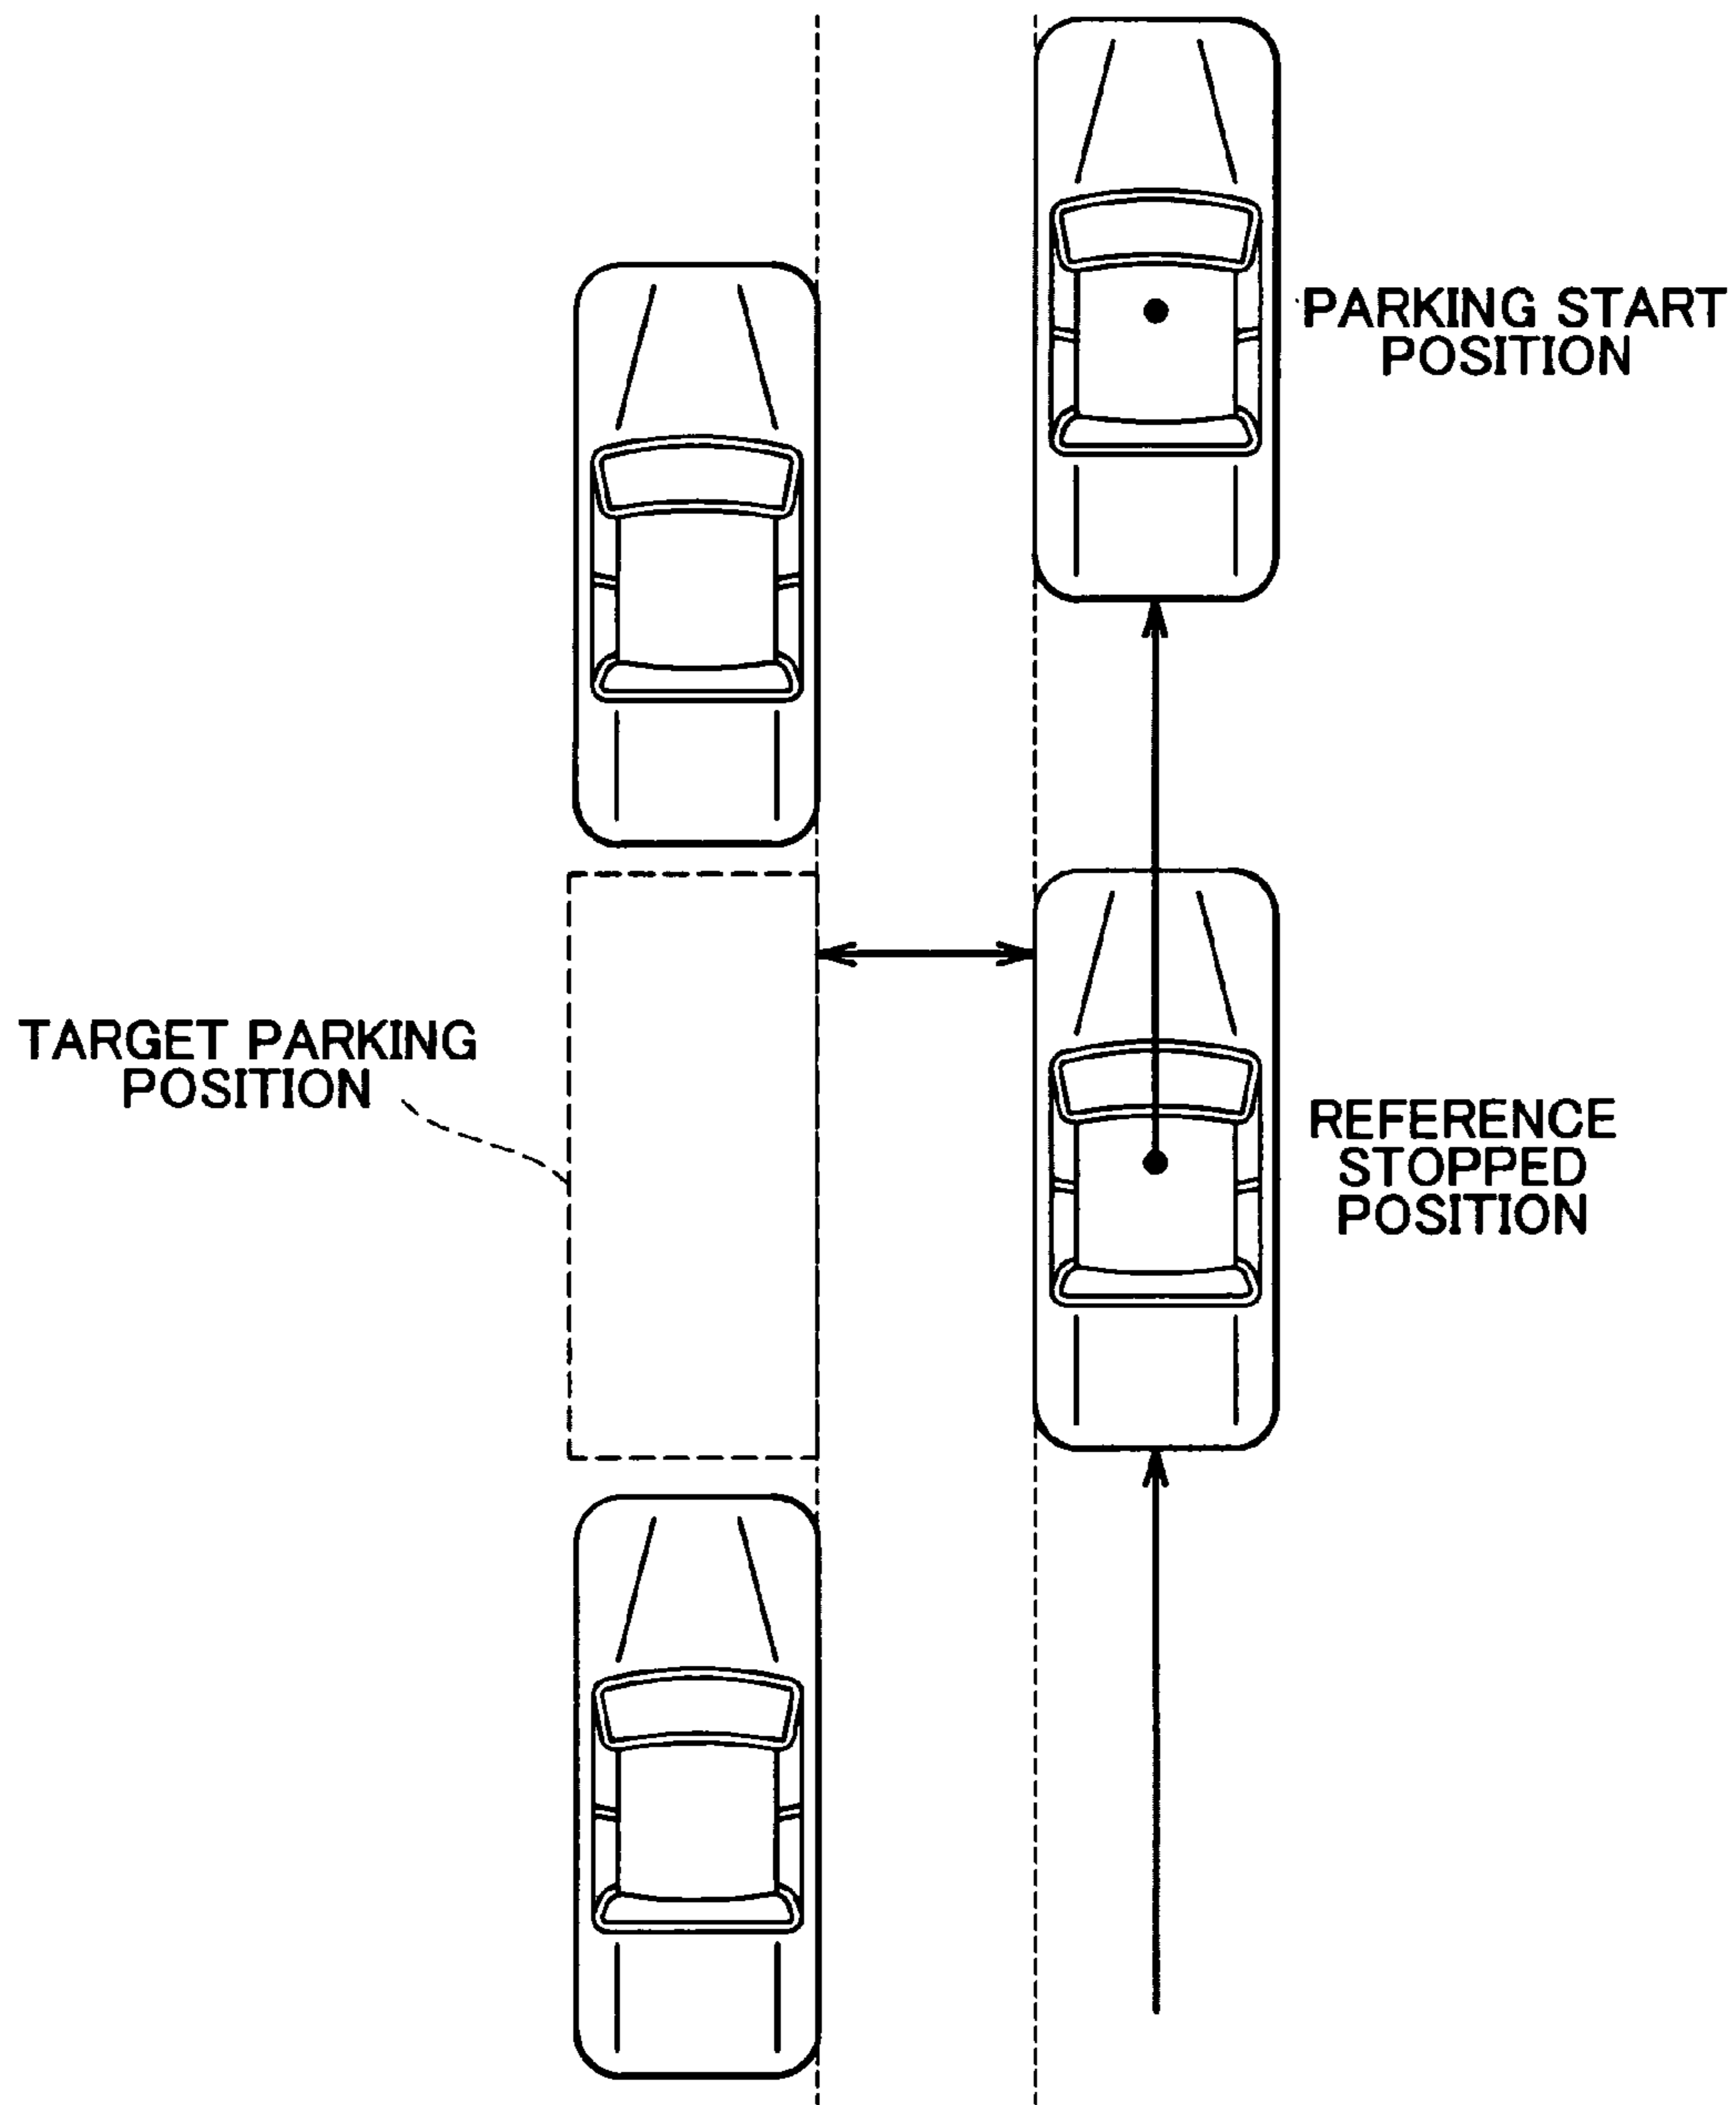 PARKING START
POSITION
TARGET PARKING
POSITION
REFERENCE
STOPPED
POSITION